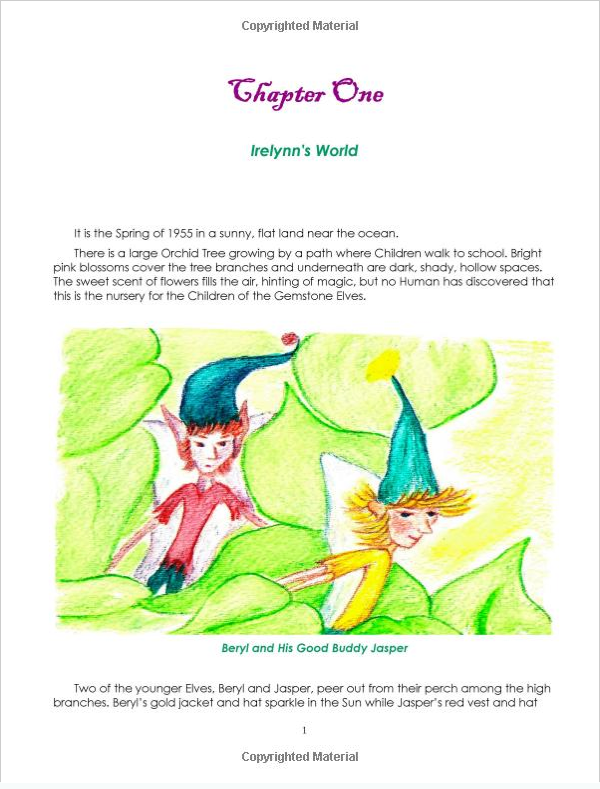 Copyrighted Material
Chapter One
Irelynn's World
It is the Spring of 1955 in a sunny, flat land near the ocean.
There is a large Orchid Tree growing by a path where Children walk to school. Bright
pink blossoms cover the tree branches and underneath are dark, shady, hollow spaces.
The sweet scent of flowers fills the air, hinting of magic, but no Human has discovered that
this is the nursery for the Children of the Gemstone Elves.
Beryl and His Good Buddy Jasper
Two of the younger Elves, Beryl and Jasper, peer out from their perch among the high
branches. Beryl's gold jacket and hat sparkle in the Sun while Jasper's red vest and hat
1
Copyrighted Material